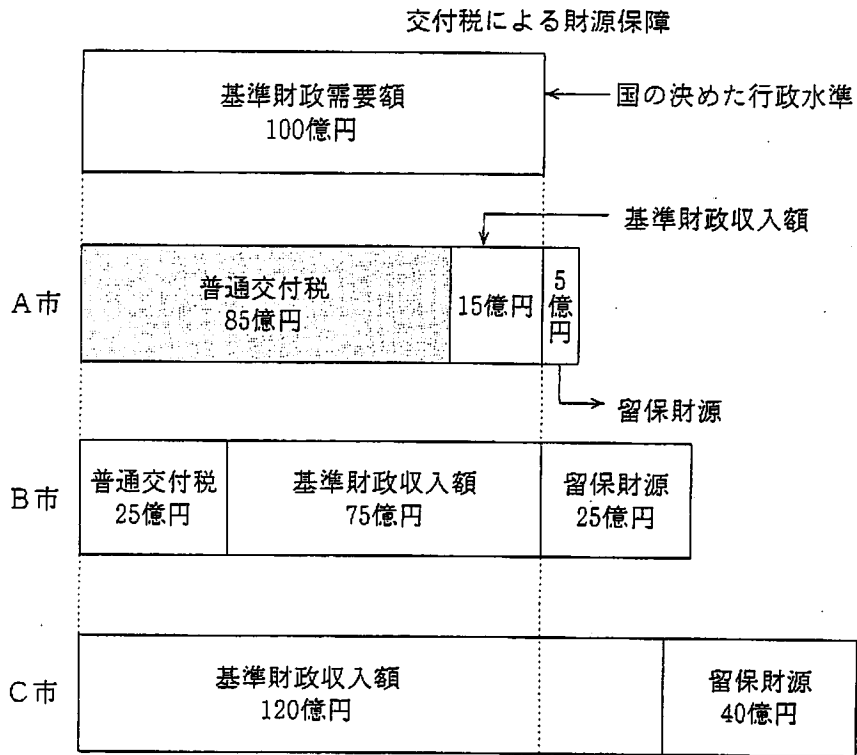 交付税による財源保障
基準財政需要額
100億円
国の決めた行政水準
基準財政収入額
A市
普通交付税
85億円
15億円
5億円
留保財源
B市
普通交付税
25億円
基準財政収入額
75億円
留保財源
25億円
C市
基準財政収入額
120億円
留保財源
40億円